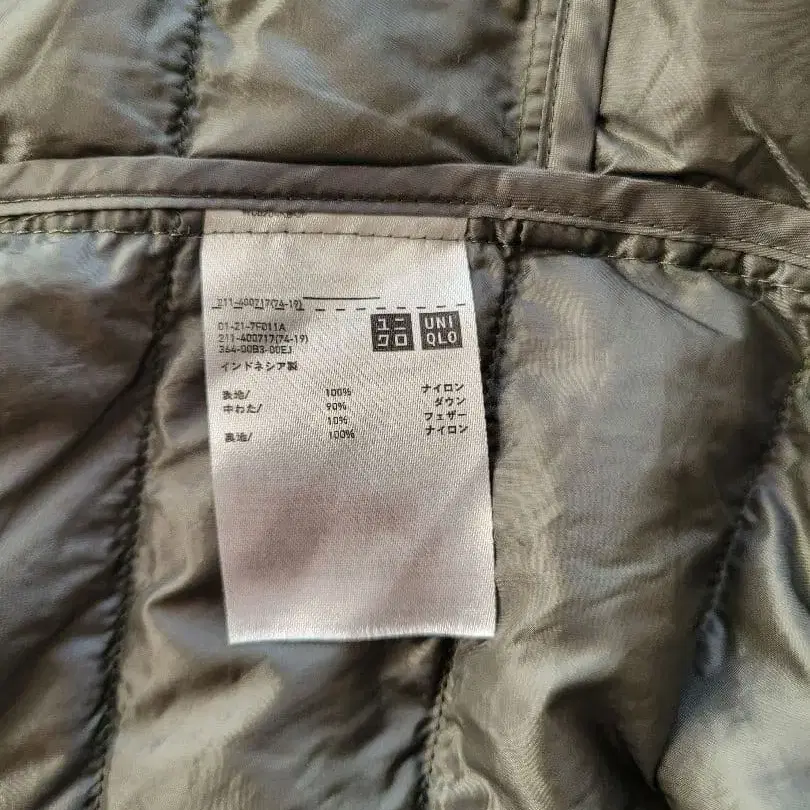 211-400717(74-19)
01-21-7F011A
211-400717(74-19)
364-00B3-00EJ
ユニ
クロ
UNI
QLO
インドネシア製
表地/ 100% ナイロン
中わた/ 90% ダウン
10% フェザー
裏地/ 100% ナイロン